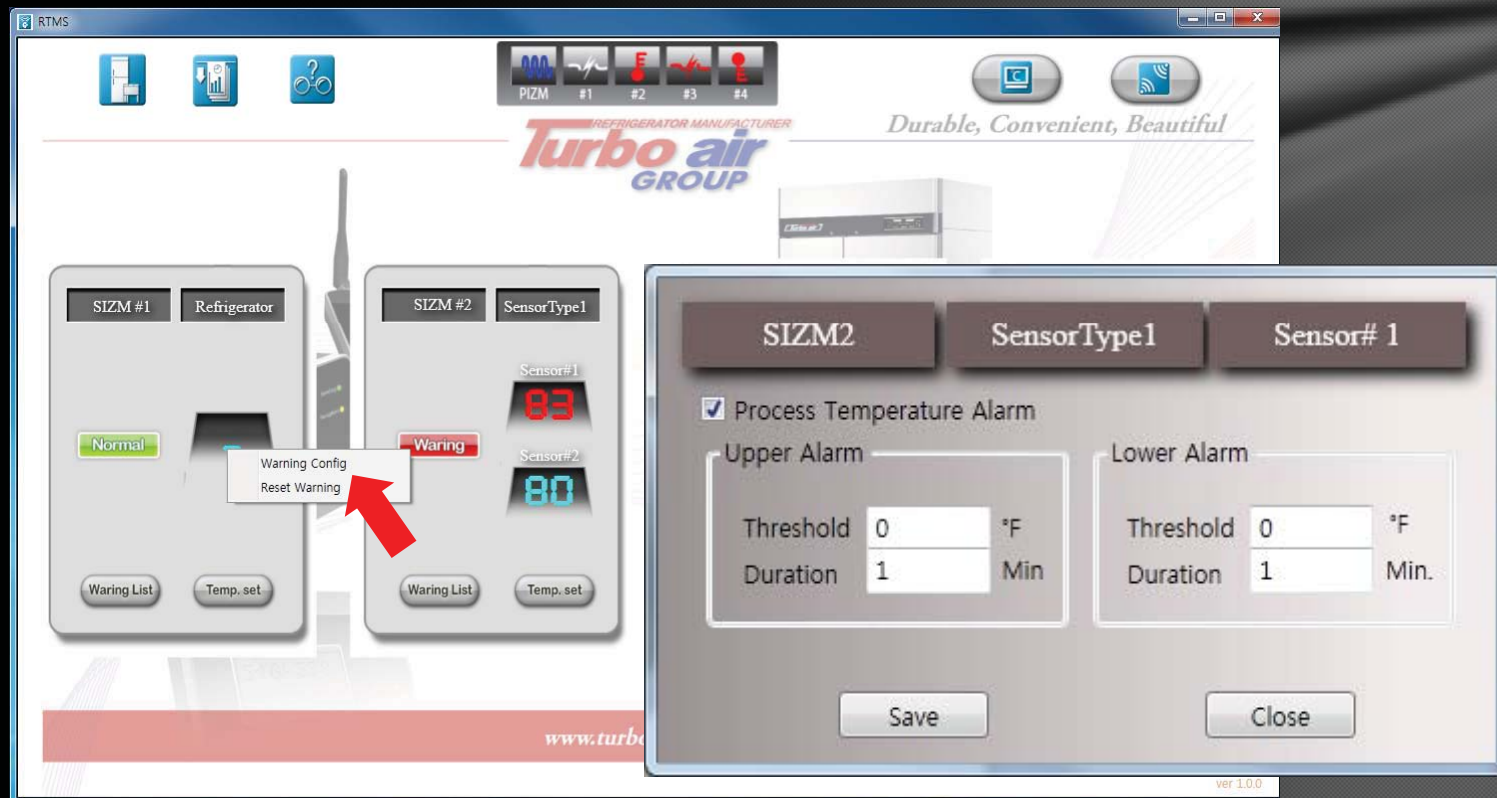 RTMS
PIZM #1 #2 #3 #4
REFRIGERATOR MANUFACTURER
Turbo air
GROUP
Durable, Convenient, Beautiful
SIZM #1 Refrigerator
Normal
Warning Config
Reset Warning
Waring List Temp. set
SIZM #2 SensorType1
Sensor#1
83
Waring
Sensor#2
80
Waring List Temp. set
SIZM2 SensorType1 Sensor# 1
Process Temperature Alarm
Upper Alarm
Threshold 0 °F
Duration 1 Min
Lower Alarm
Threshold 0 °F
Duration 1 Min.
Save Close
www.turb
ver 1.0.0